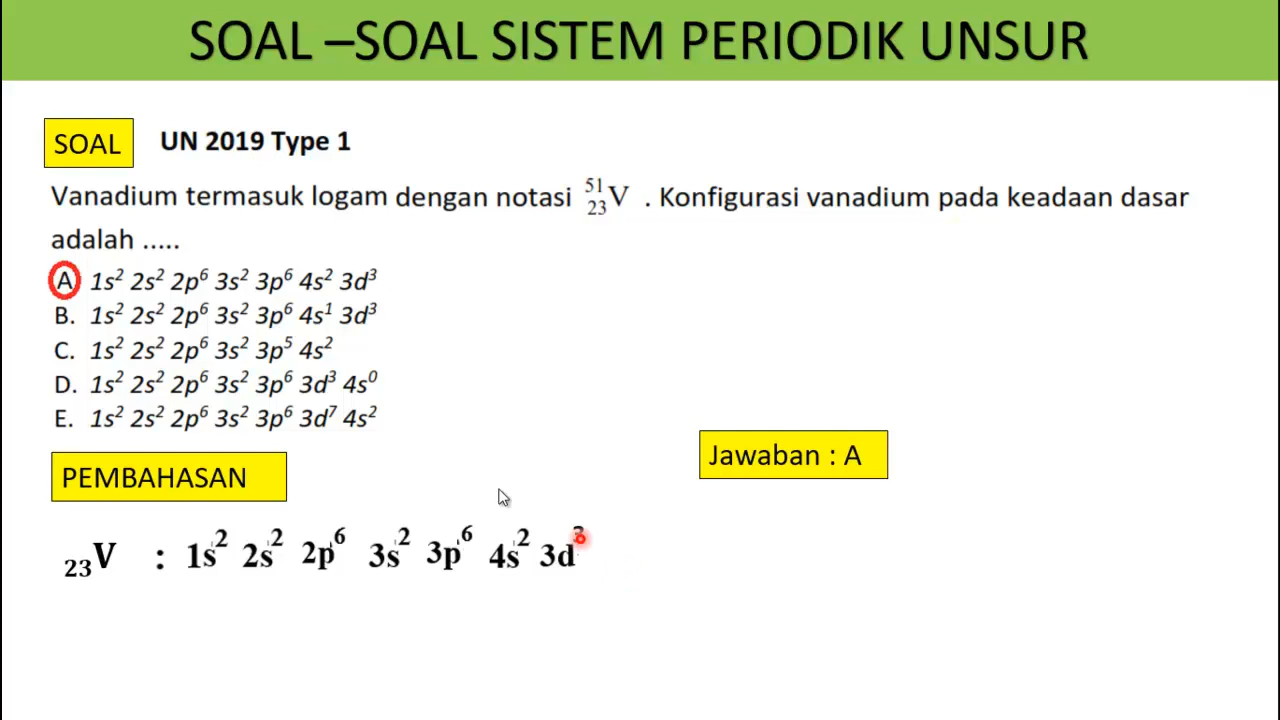 SOAL –SOAL SISTEM PERIODIK UNSUR
SOAL UN 2019 Type 1
Vanadium termasuk logam dengan notasi ⁵¹₂₃V . Konfigurasi vanadium pada keadaan dasar
adalah .....
A 1s² 2s² 2p⁶ 3s² 3p⁶ 4s² 3d³
B. 1s² 2s² 2p⁶ 3s² 3p⁶ 4s¹ 3d³
C. 1s² 2s² 2p⁶ 3s² 3p⁵ 4s²
D. 1s² 2s² 2p⁶ 3s² 3p⁶ 3d³ 4s⁰
E. 1s² 2s² 2p⁶ 3s² 3p⁶ 3d⁷ 4s²
Jawaban : A
PEMBAHASAN
₂₃V : 1s² 2s² 2p⁶ 3s² 3p⁶ 4s² 3d³